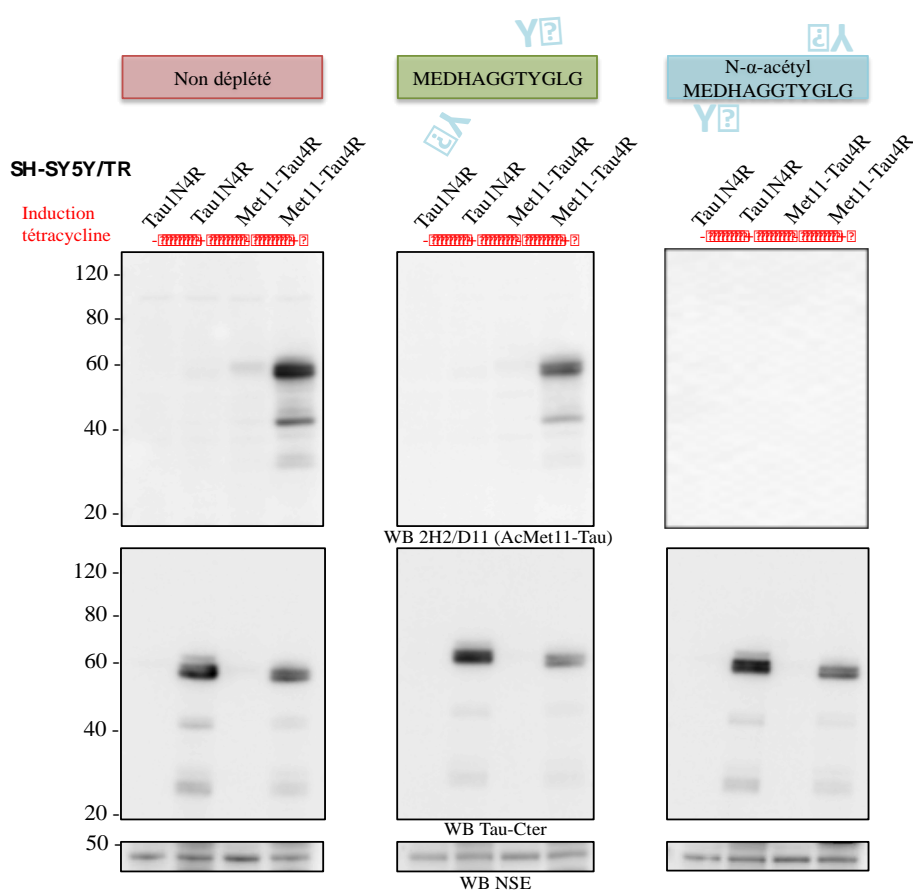 Non déplété
MEDHAGGTYGLG
N-α-acétyl
MEDHAGGTYGLG
SH-SY5Y/TR
Induction
tétracycline
Tau1N4R
Tau1N4R
Met11-Tau4R
Met11-Tau4R
Tau1N4R
Tau1N4R
Met11-Tau4R
Met11-Tau4R
Tau1N4R
Tau1N4R
Met11-Tau4R
Met11-Tau4R
- + - +
- + - +
- + - +
120 -
80 -
60 -
40 -
20 -
WB 2H2/D11 (AcMet11-Tau)
120 -
80 -
60 -
40 -
20 -
WB Tau-Cter
50 -
WB NSE